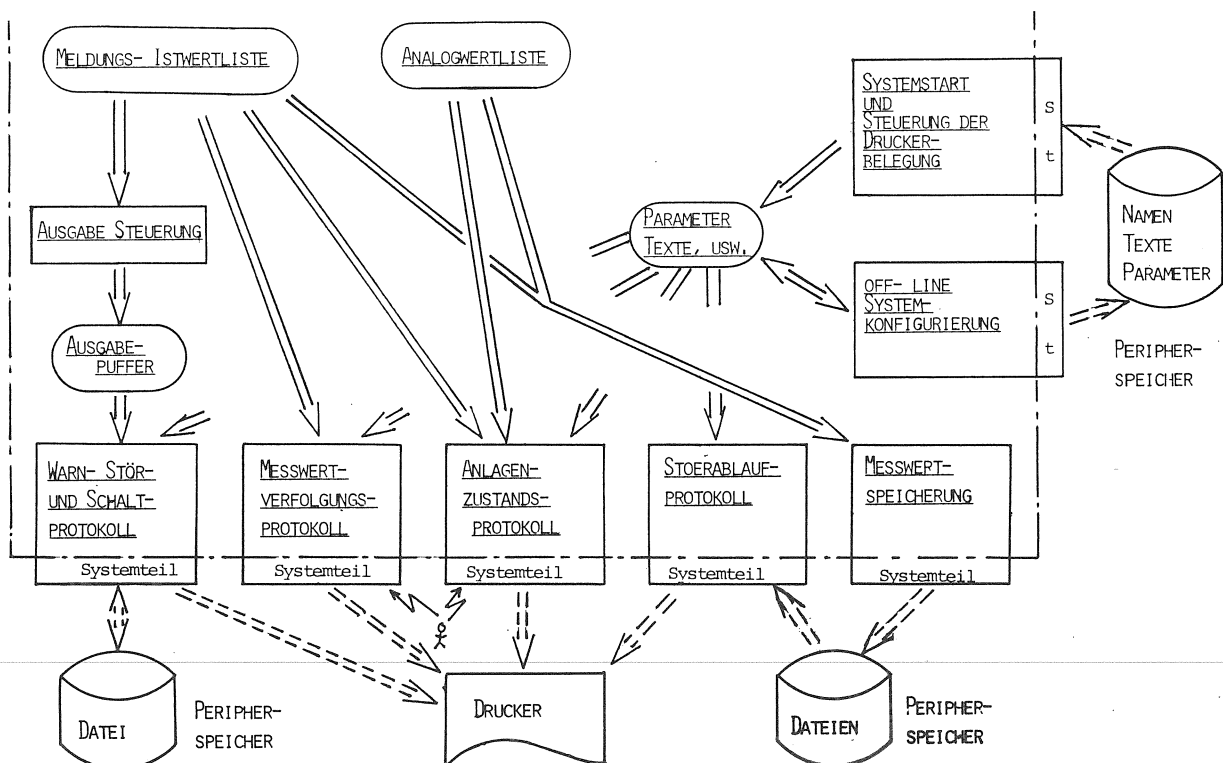 MELDUNGS- ISTWERTLISTE
ANALOGWERTLISTE
SYSTEMSTART
UND
STEUERUNG DER
DRUCKER-
BELEGUNG
S
t
NAMEN
TEXTE
PARAMETER
PERIPHER-
SPEICHER
PARAMETER
TEXTE, USW.
OFF- LINE
SYSTEM-
KONFIGURIERUNG
S
t
AUSGABE STEUERUNG
AUSGABE-
PUFFER
WARN- STÖR-
UND SCHALT-
PROTOKOLL
Systemteil
MESSWERT-
VERFOLGUNGS-
PROTOKOLL
Systemteil
ANLAGEN-
ZUSTANDS-
PROTOKOLL
Systemteil
STOERABLAUF-
PROTOKOLL
Systemteil
MESSWERT-
SPEICHERUNG
Systemteil
DATEI
PERIPHER-
SPEICHER
DRUCKER
DATEIEN
PERIPHER-
SPEICHER